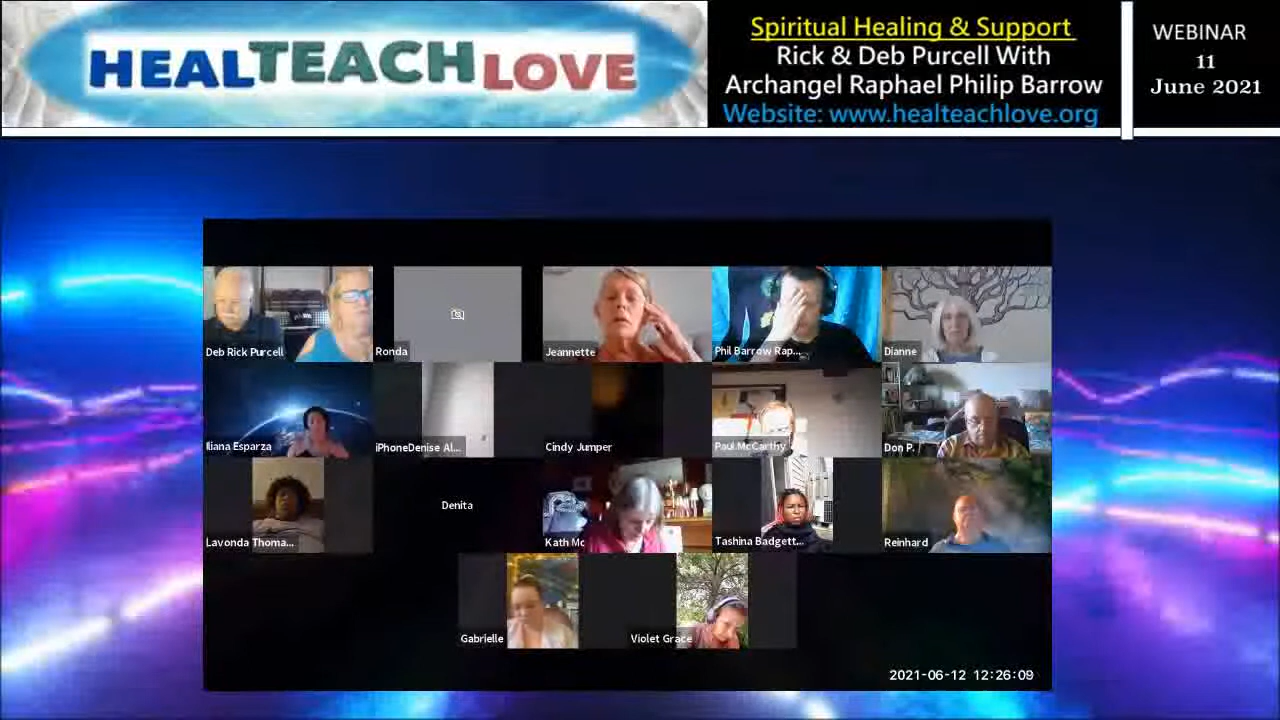 HEALTEACHLOVE
Spiritual Healing & Support
Rick & Deb Purcell With
Archangel Raphael Philip Barrow
Website: www.healteachlove.org
WEBINAR
11
June 2021
Deb Rick Purcell
Ronda
Jeannette
Phil Barrow Rap...
Dianne
Iliana Esparza
iPhoneDenise Al...
Cindy Jumper
Paul McCarthy
Don P.
Lavonda Thoma...
Denita
Kath Mc
Tashina Badgett...
Reinhard
Gabrielle
Violet Grace
2021-06-12 12:26:09